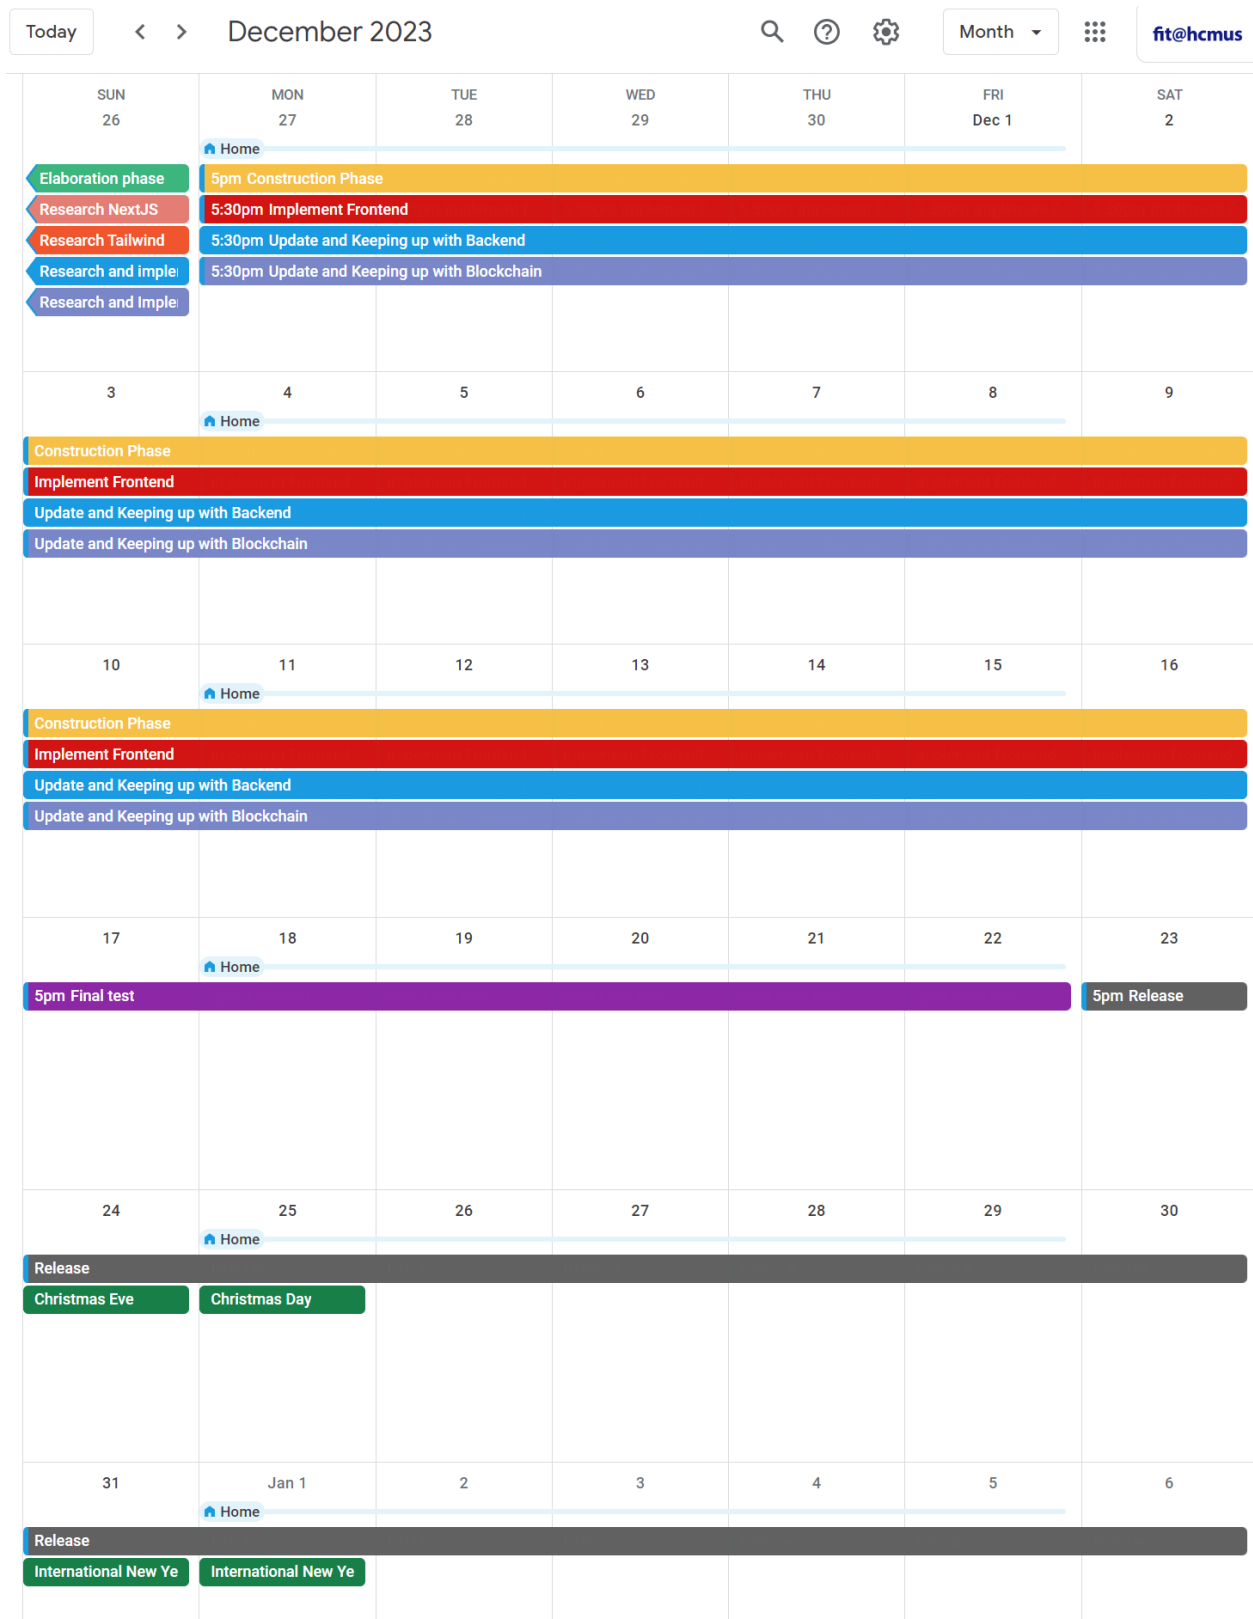 Today December 2023 Month fit@hcmus
SUN MON TUE WED THU FRI SAT
26 27 28 29 30 Dec 1 2
Home
Elaboration phase 5pm Construction Phase
Research NextJS 5:30pm Implement Frontend
Research Tailwind 5:30pm Update and Keeping up with Backend
Research and imple 5:30pm Update and Keeping up with Blockchain
Research and Imple
3 4 5 6 7 8 9
Home
Construction Phase
Implement Frontend
Update and Keeping up with Backend
Update and Keeping up with Blockchain
10 11 12 13 14 15 16
Home
Construction Phase
Implement Frontend
Update and Keeping up with Backend
Update and Keeping up with Blockchain
17 18 19 20 21 22 23
Home
5pm Final test 5pm Release
24 25 26 27 28 29 30
Home
Release
Christmas Eve Christmas Day
31 Jan 1 2 3 4 5 6
Home
Release
International New Ye International New Ye